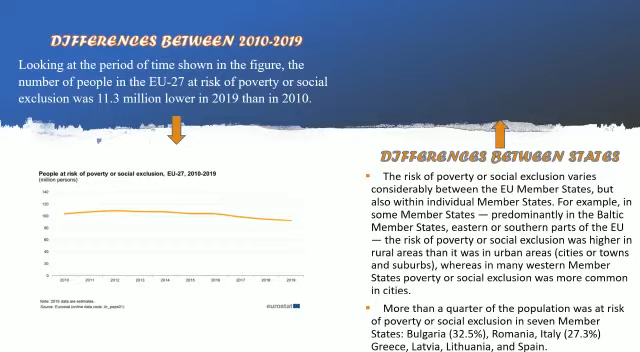 DIFFERENCES BETWEEN 2010-2019
Looking at the period of time shown in the figure, the
number of people in the EU-27 at risk of poverty or social
exclusion was 11.3 million lower in 2019 than in 2010.
People at risk of poverty or social exclusion, EU-27, 2010-2019
(million persons)
140
120
100
80
60
40
20
0
2010 2011 2012 2013 2014 2015 2016 2017 2018 2019
Note: 2019 data are estimates.
Source: Eurostat (online data code: ilc_peps01)
eurostat
DIFFERENCES BETWEEN STATES
The risk of poverty or social exclusion varies
considerably between the EU Member States, but
also within individual Member States. For example, in
some Member States — predominantly in the Baltic
Member States, eastern or southern parts of the EU
— the risk of poverty or social exclusion was higher in
rural areas than it was in urban areas (cities or towns
and suburbs), whereas in many western Member
States poverty or social exclusion was more common
in cities.
More than a quarter of the population was at risk
of poverty or social exclusion in seven Member
States: Bulgaria (32.5%), Romania, Italy (27.3%)
Greece, Latvia, Lithuania, and Spain.